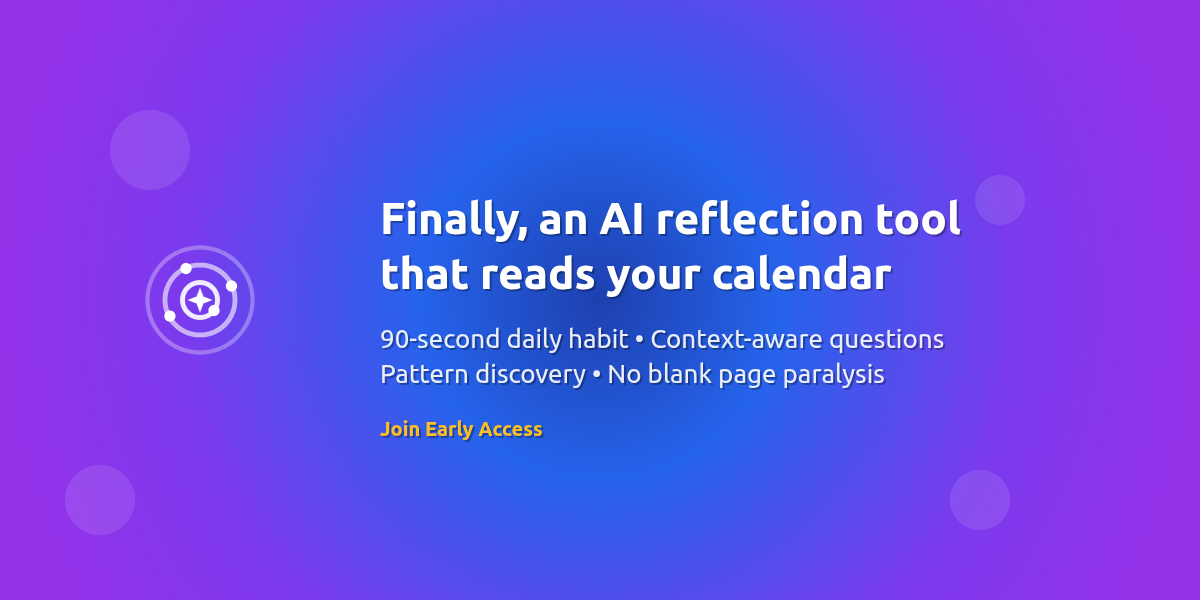 Finally, an AI reflection tool
that reads your calendar
90-second daily habit • Context-aware questions
Pattern discovery • No blank page paralysis
Join Early Access